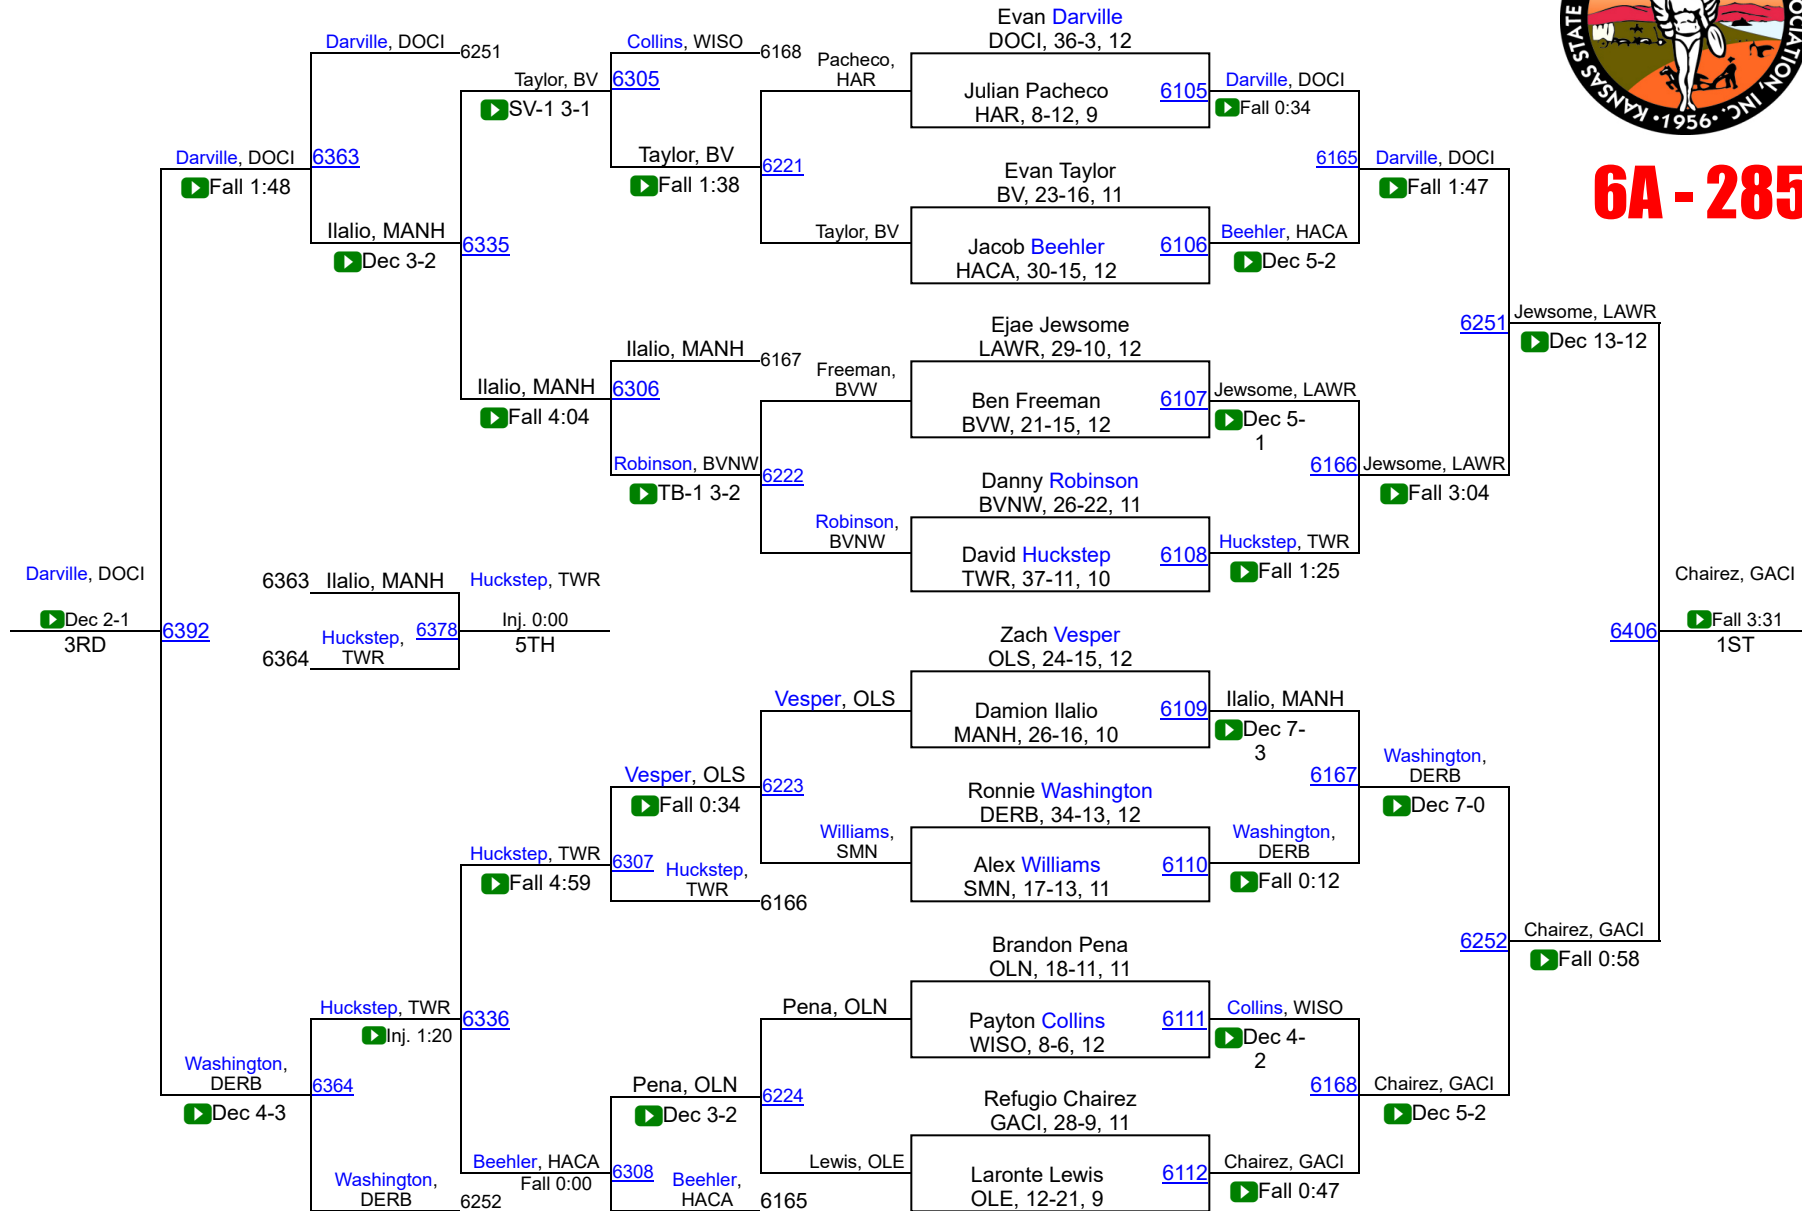 KANSAS STATE
OCIATION, INC.
•1956•
6A - 285
Evan Darville
DOCI, 36-3, 12
Julian Pacheco
HAR, 8-12, 9
6105
Evan Taylor
BV, 23-16, 11
Jacob Beehler
HACA, 30-15, 12
6106
Ejae Jewsome
LAWR, 29-10, 12
Ben Freeman
BVW, 21-15, 12
6107
Danny Robinson
BVNW, 26-22, 11
David Huckstep
TWR, 37-11, 10
6108
Zach Vesper
OLS, 24-15, 12
Damion Ilalio
MANH, 26-16, 10
6109
Ronnie Washington
DERB, 34-13, 12
Alex Williams
SMN, 17-13, 11
6110
Brandon Pena
OLN, 18-11, 11
Payton Collins
WISO, 8-6, 12
6111
Refugio Chairez
GACI, 28-9, 11
Laronte Lewis
OLE, 12-21, 9
6112
Darville, DOCI
Fall 0:34
Beehler, HACA
Dec 5-2
Jewsome, LAWR
Dec 5-
1
Huckstep, TWR
Fall 1:25
Ilalio, MANH
Dec 7-
3
Washington,
DERB
Fall 0:12
Collins, WISO
Dec 4-
2
Chairez, GACI
Fall 0:47
6165
Darville, DOCI
Fall 1:47
6166
Jewsome, LAWR
Fall 3:04
6167
Washington,
DERB
Dec 7-0
6168
Chairez, GACI
Dec 5-2
6251
Jewsome, LAWR
Dec 13-12
6252
Chairez, GACI
Fall 0:58
6406
Chairez, GACI
Fall 3:31
1ST
Pacheco,
HAR
6221
Taylor, BV
Freeman,
BVW
6222
Robinson,
BVNW
Vesper, OLS
6223
Williams,
SMN
Pena, OLN
6224
Lewis, OLE
Collins, WISO
6168
6305
Taylor, BV
Fall 1:38
Ilalio, MANH
6167
6306
Robinson, BVNW
TB-1 3-2
Vesper, OLS
Fall 0:34
6307
Huckstep,
TWR
6166
Pena, OLN
Dec 3-2
6308
Beehler,
HACA
6165
Taylor, BV
SV-1 3-1
6335
Ilalio, MANH
Fall 4:04
Huckstep, TWR
Fall 4:59
6336
Beehler, HACA
Fall 0:00
Darville, DOCI
6251
6363
Ilalio, MANH
Dec 3-2
Huckstep, TWR
Inj. 1:20
6364
Washington,
DERB
6252
Darville, DOCI
Fall 1:48
6392
Washington,
DERB
Dec 4-3
Darville, DOCI
Dec 2-1
3RD
6363
Ilalio, MANH
6364
Huckstep,
TWR
6378
Huckstep, TWR
Inj. 0:00
5TH